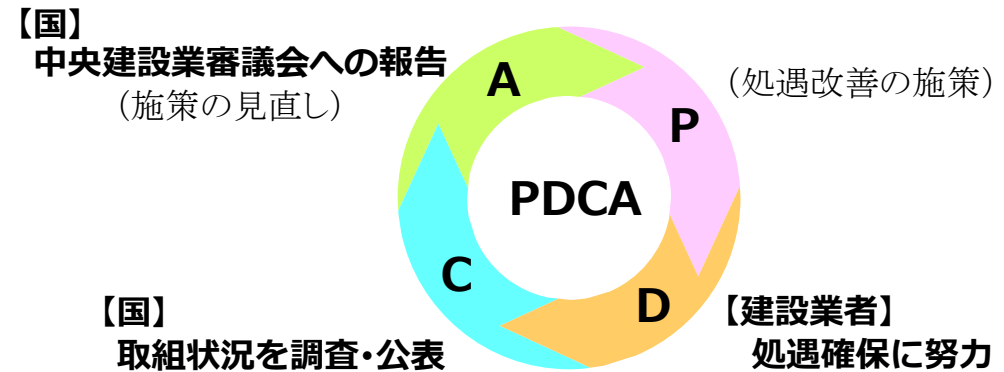 【国】
中央建設業審議会への報告
（施策の見直し）
A
（処遇改善の施策）
P
PDCA
C
D
【国】
取組状況を調査・公表
【建設業者】
処遇確保に努力